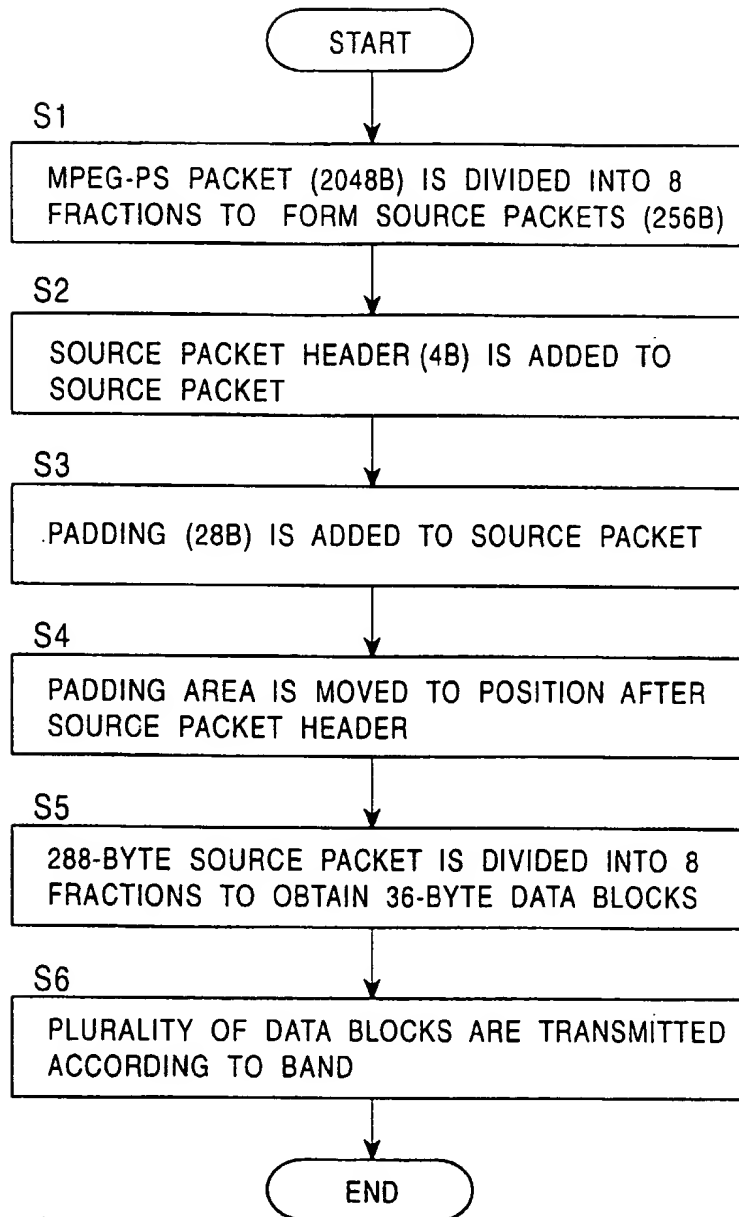 START
S1
MPEG-PS PACKET (2048B) IS DIVIDED INTO 8
FRACTIONS TO FORM SOURCE PACKETS (256B)
S2
SOURCE PACKET HEADER (4B) IS ADDED TO
SOURCE PACKET
S3
PADDING (28B) IS ADDED TO SOURCE PACKET
S4
PADDING AREA IS MOVED TO POSITION AFTER
SOURCE PACKET HEADER
S5
288-BYTE SOURCE PACKET IS DIVIDED INTO 8
FRACTIONS TO OBTAIN 36-BYTE DATA BLOCKS
S6
PLURALITY OF DATA BLOCKS ARE TRANSMITTED
ACCORDING TO BAND
END